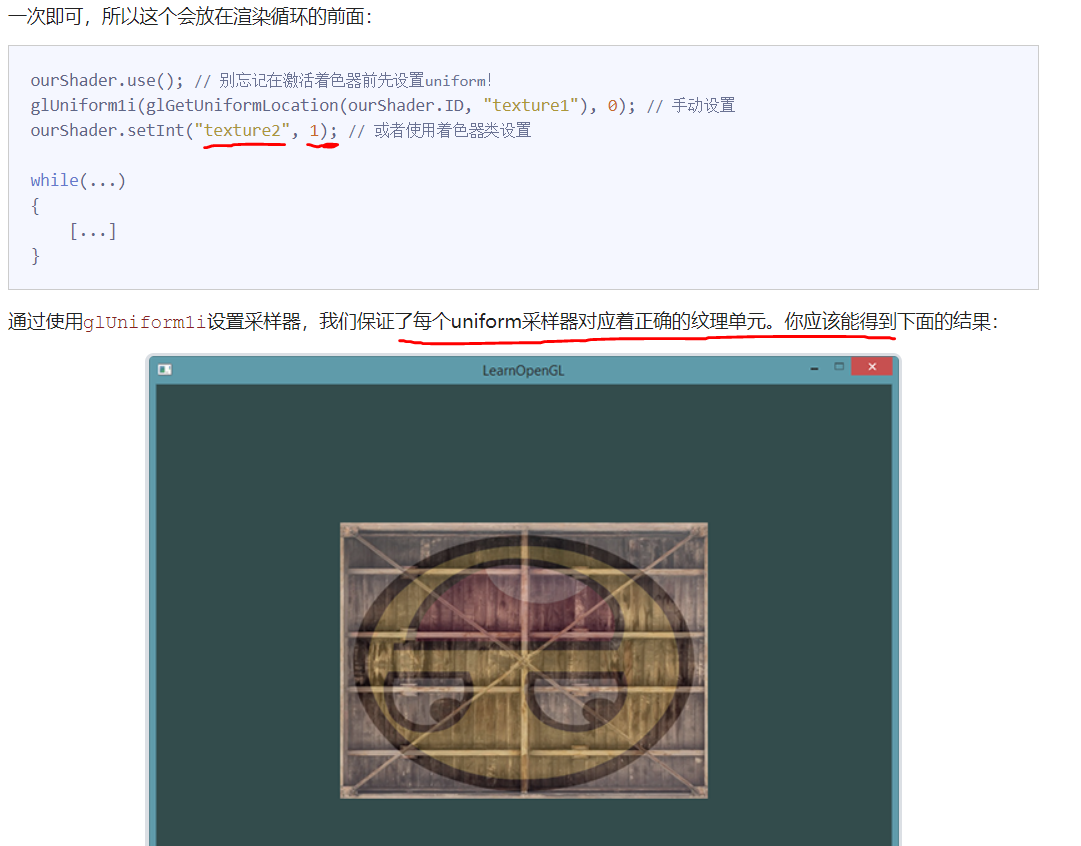 一次即可，所以这个会放在渲染循环的前面：
ourShader.use(); // 别忘记在激活着色器前先设置uniform！
glUniform1i(glGetUniformLocation(ourShader.ID, "texture1"), 0); // 手动设置
ourShader.setInt("texture2", 1); // 或者使用着色器类设置
while(...)
{
    [...]
}
通过使用glUniform1i设置采样器，我们保证了每个uniform采样器对应着正确的纹理单元。你应该能得到下面的结果：
LearnOpenGL